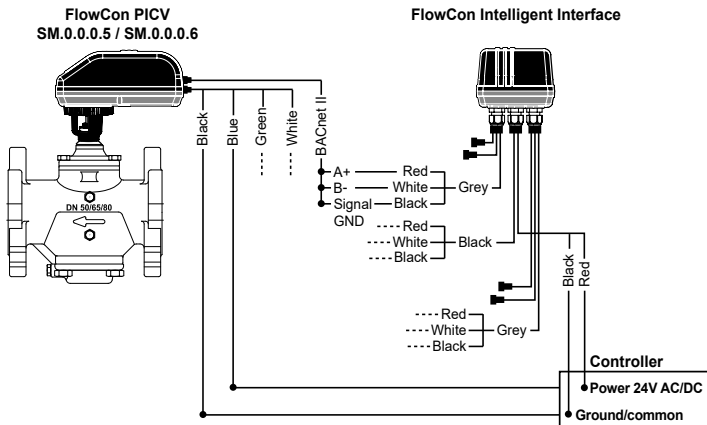 FlowCon PICV
SM.0.0.0.5 / SM.0.0.0.6
FlowCon Intelligent Interface
Black
Blue
Green
White
BACnet II
DN 50/65/80
A+ Red
B- White Grey
Signal Black
GND
Red
White Black
Black
Red
White Grey
Black
Black
Red
Controller
Power 24V AC/DC
Ground/common